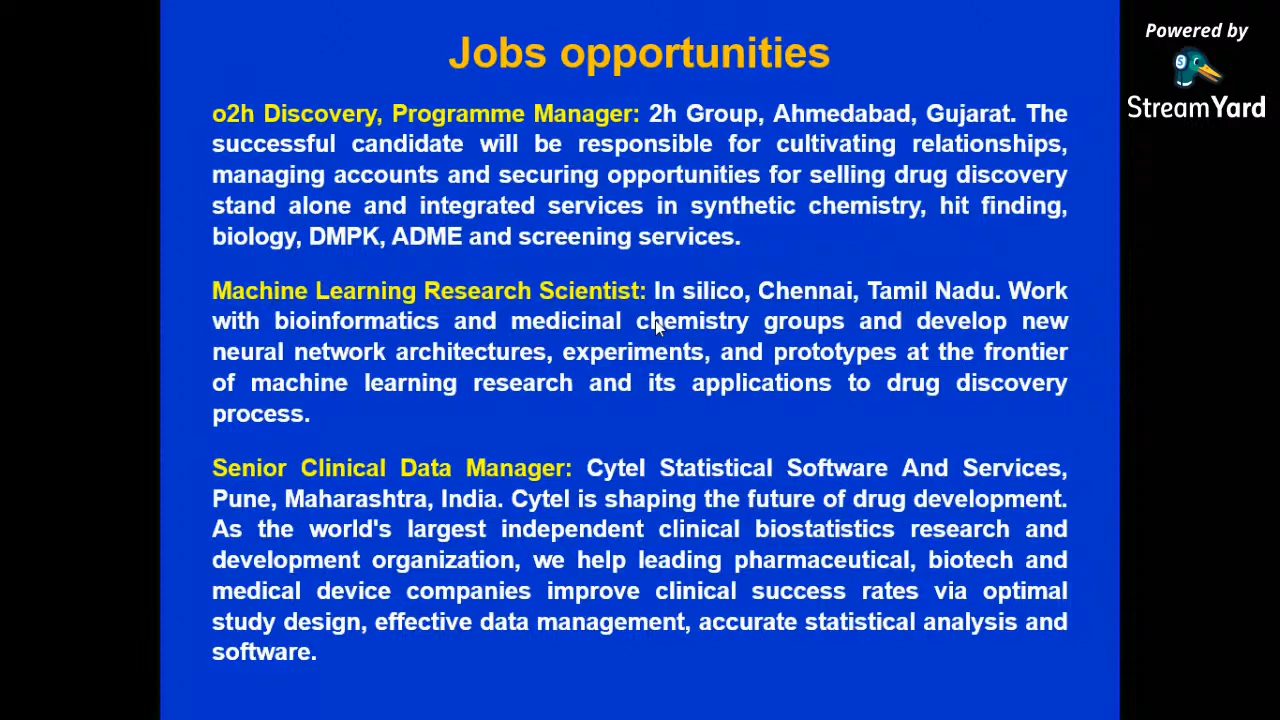 Jobs opportunities
Powered by
StreamYard
o2h Discovery, Programme Manager: 2h Group, Ahmedabad, Gujarat. The
successful candidate will be responsible for cultivating relationships,
managing accounts and securing opportunities for selling drug discovery
stand alone and integrated services in synthetic chemistry, hit finding,
biology, DMPK, ADME and screening services.
Machine Learning Research Scientist: In silico, Chennai, Tamil Nadu. Work
with bioinformatics and medicinal chemistry groups and develop new
neural network architectures, experiments, and prototypes at the frontier
of machine learning research and its applications to drug discovery
process.
Senior Clinical Data Manager: Cytel Statistical Software And Services,
Pune, Maharashtra, India. Cytel is shaping the future of drug development.
As the world's largest independent clinical biostatistics research and
development organization, we help leading pharmaceutical, biotech and
medical device companies improve clinical success rates via optimal
study design, effective data management, accurate statistical analysis and
software.